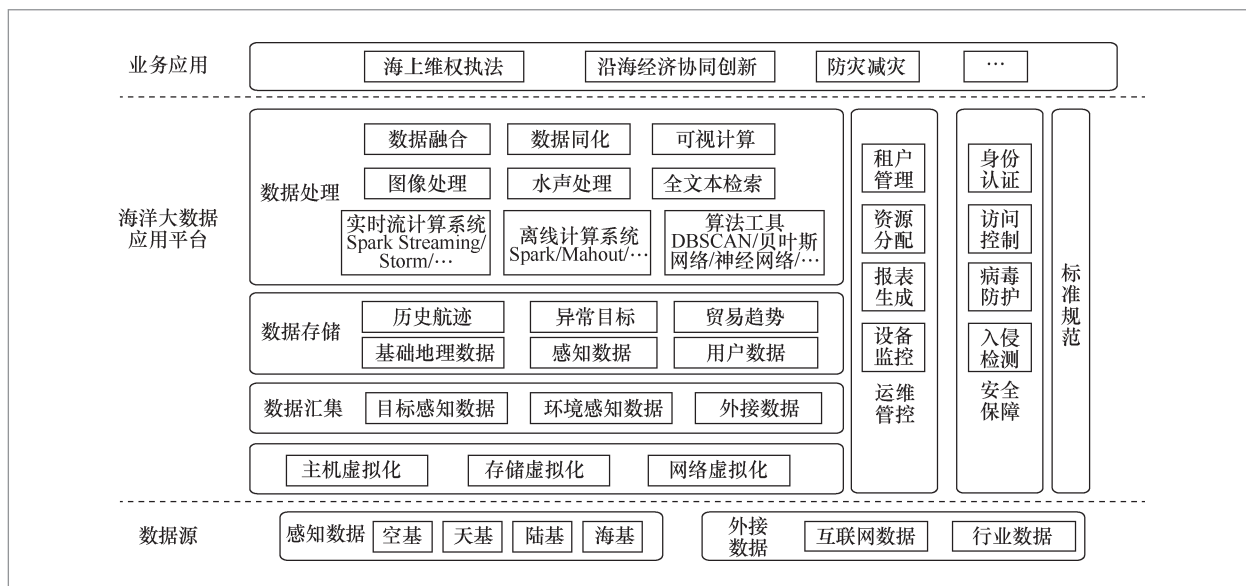 业务应用
海上维权执法
沿海经济协同创新
防灾减灾
…
海洋大数据
应用平台
数据处理
数据融合
数据同化
可视计算
图像处理
水声处理
全文本检索
实时流计算系统
Spark Streaming/
Storm/…
离线计算系统
Spark/Mahout/…
算法工具
DBSCAN/贝叶斯
网络/神经网络/…
数据存储
历史航迹
异常目标
贸易趋势
基础地理数据
感知数据
用户数据
数据汇集
目标感知数据
环境感知数据
外接数据
主机虚拟化
存储虚拟化
网络虚拟化
租户
管理
资源
分配
报表
生成
设备
监控
运维
管控
身份
认证
访问
控制
病毒
防护
入侵
检测
安全
保障
标准规范
数据源
感知数据
空基
天基
陆基
海基
外接
数据
互联网数据
行业数据